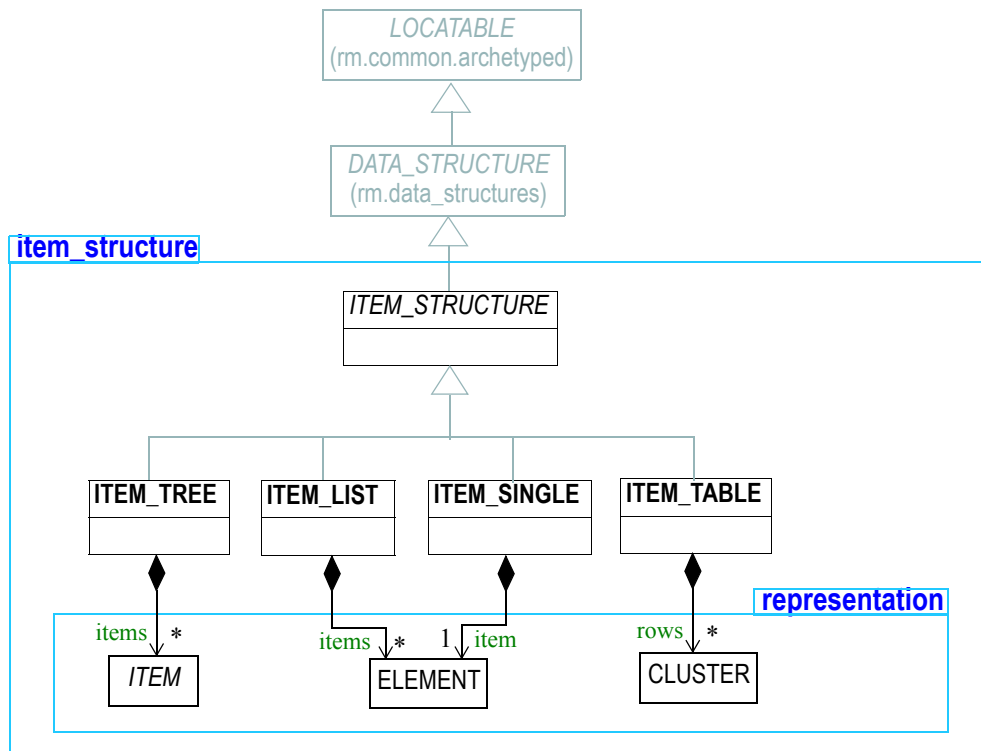 LOCATABLE
(rm.common.archetyped)
DATA_STRUCTURE
(rm.data_structures)
item_structure
ITEM_STRUCTURE
ITEM_TREE
ITEM_LIST
ITEM_SINGLE
ITEM_TABLE
representation
items *
items *
1 item
rows *
ITEM
ELEMENT
CLUSTER